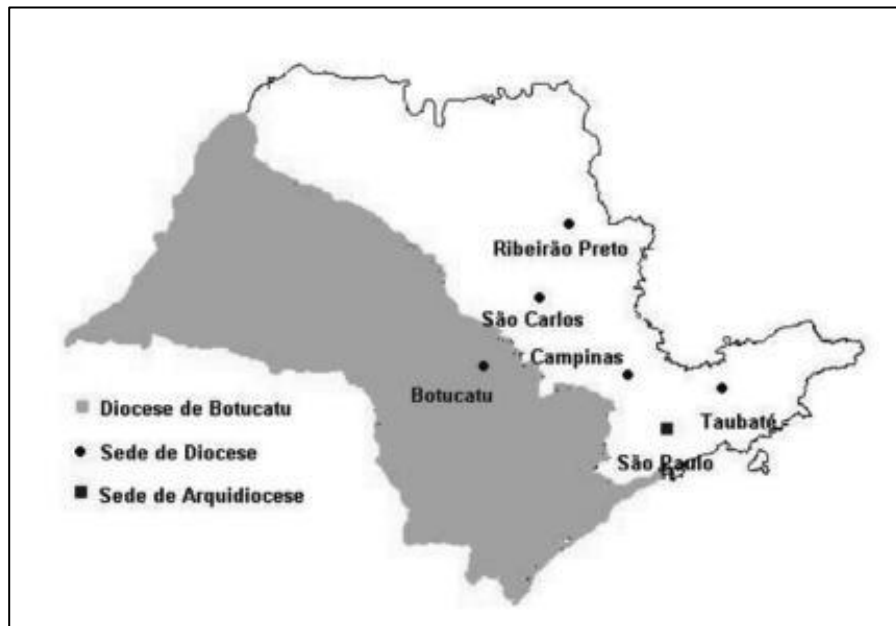 Ribeirão Preto
São Carlos
Campinas
Botucatu
Taubaté
São Paulo
Diocese de Botucatu
Sede de Diocese
Sede de Arquidiocese